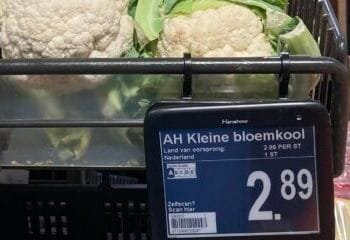 Hanshow
AH Kleine bloemkool
Land van oorsprong: 2.89 PER ST
Nederland 1 ST
ABCDE
2.89
Zelfscan?
Scan hier